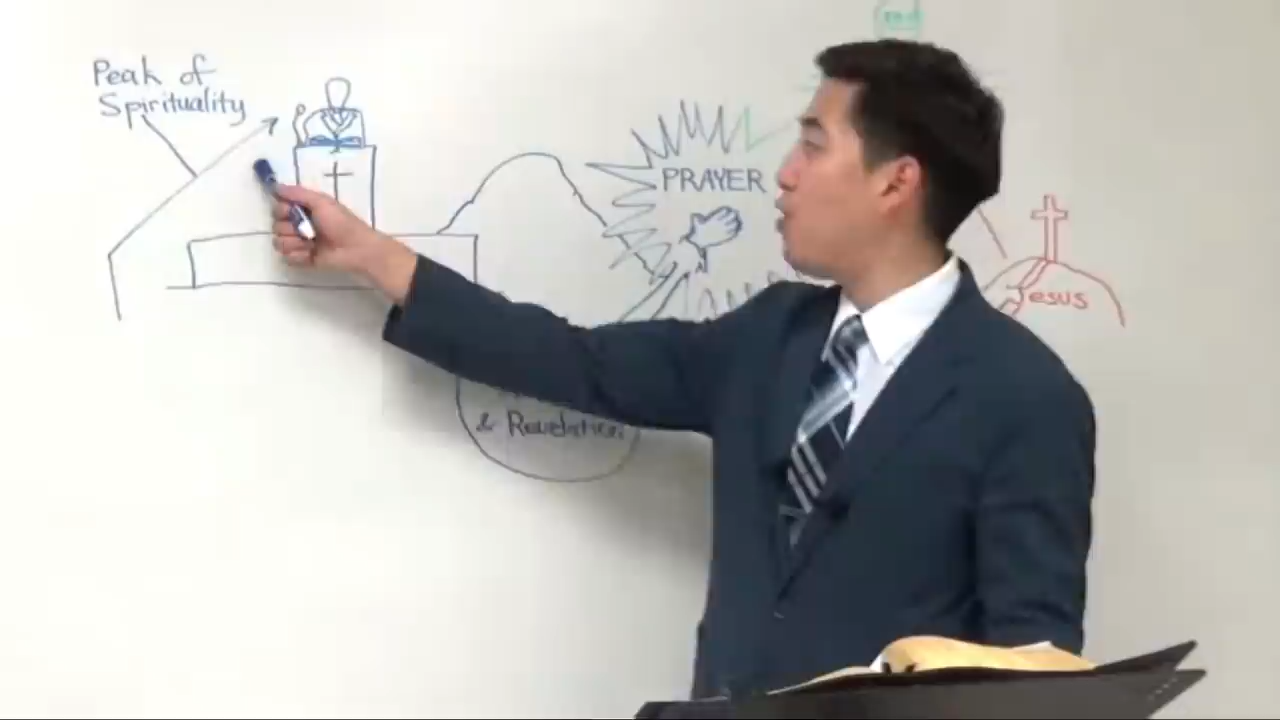 Peak of
Spirituality
PRAYER
Jesus
& Revelation